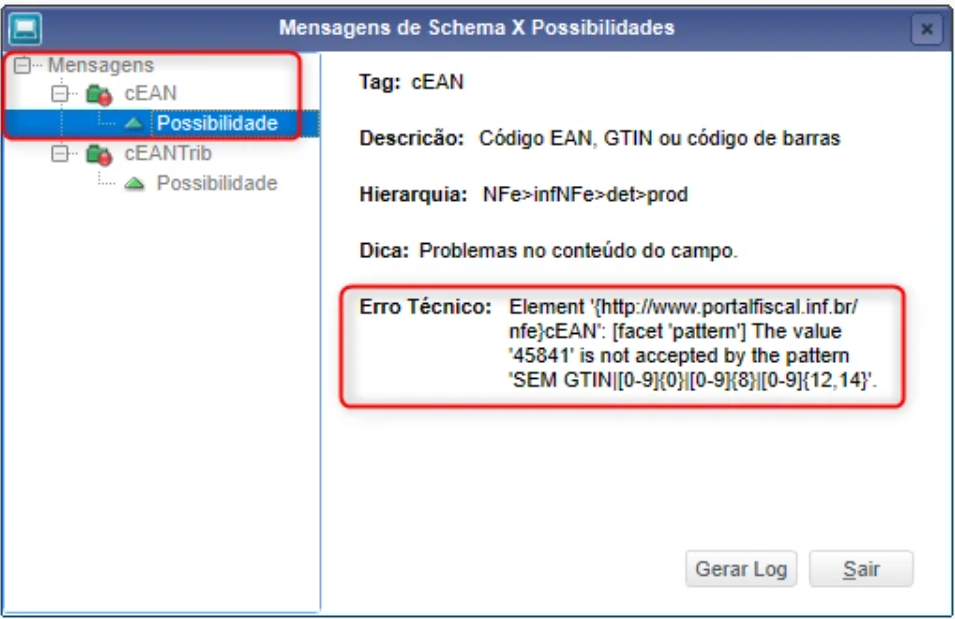 Mensagens de Schema X Possibilidades
Mensagens
cEAN
Possibilidade
cEANTrib
Possibilidade
Tag: cEAN
Descricão: Código EAN, GTIN ou código de barras
Hierarquia: NFe>infNFe>det>prod
Dica: Problemas no conteúdo do campo.
Erro Técnico: Element '{http://www.portalfiscal.inf.br/
nfe}cEAN': [facet 'pattern'] The value
'45841' is not accepted by the pattern
'SEM GTIN|[0-9]{0}|[0-9]{8}|[0-9]{12,14}'.
Gerar Log
Sair